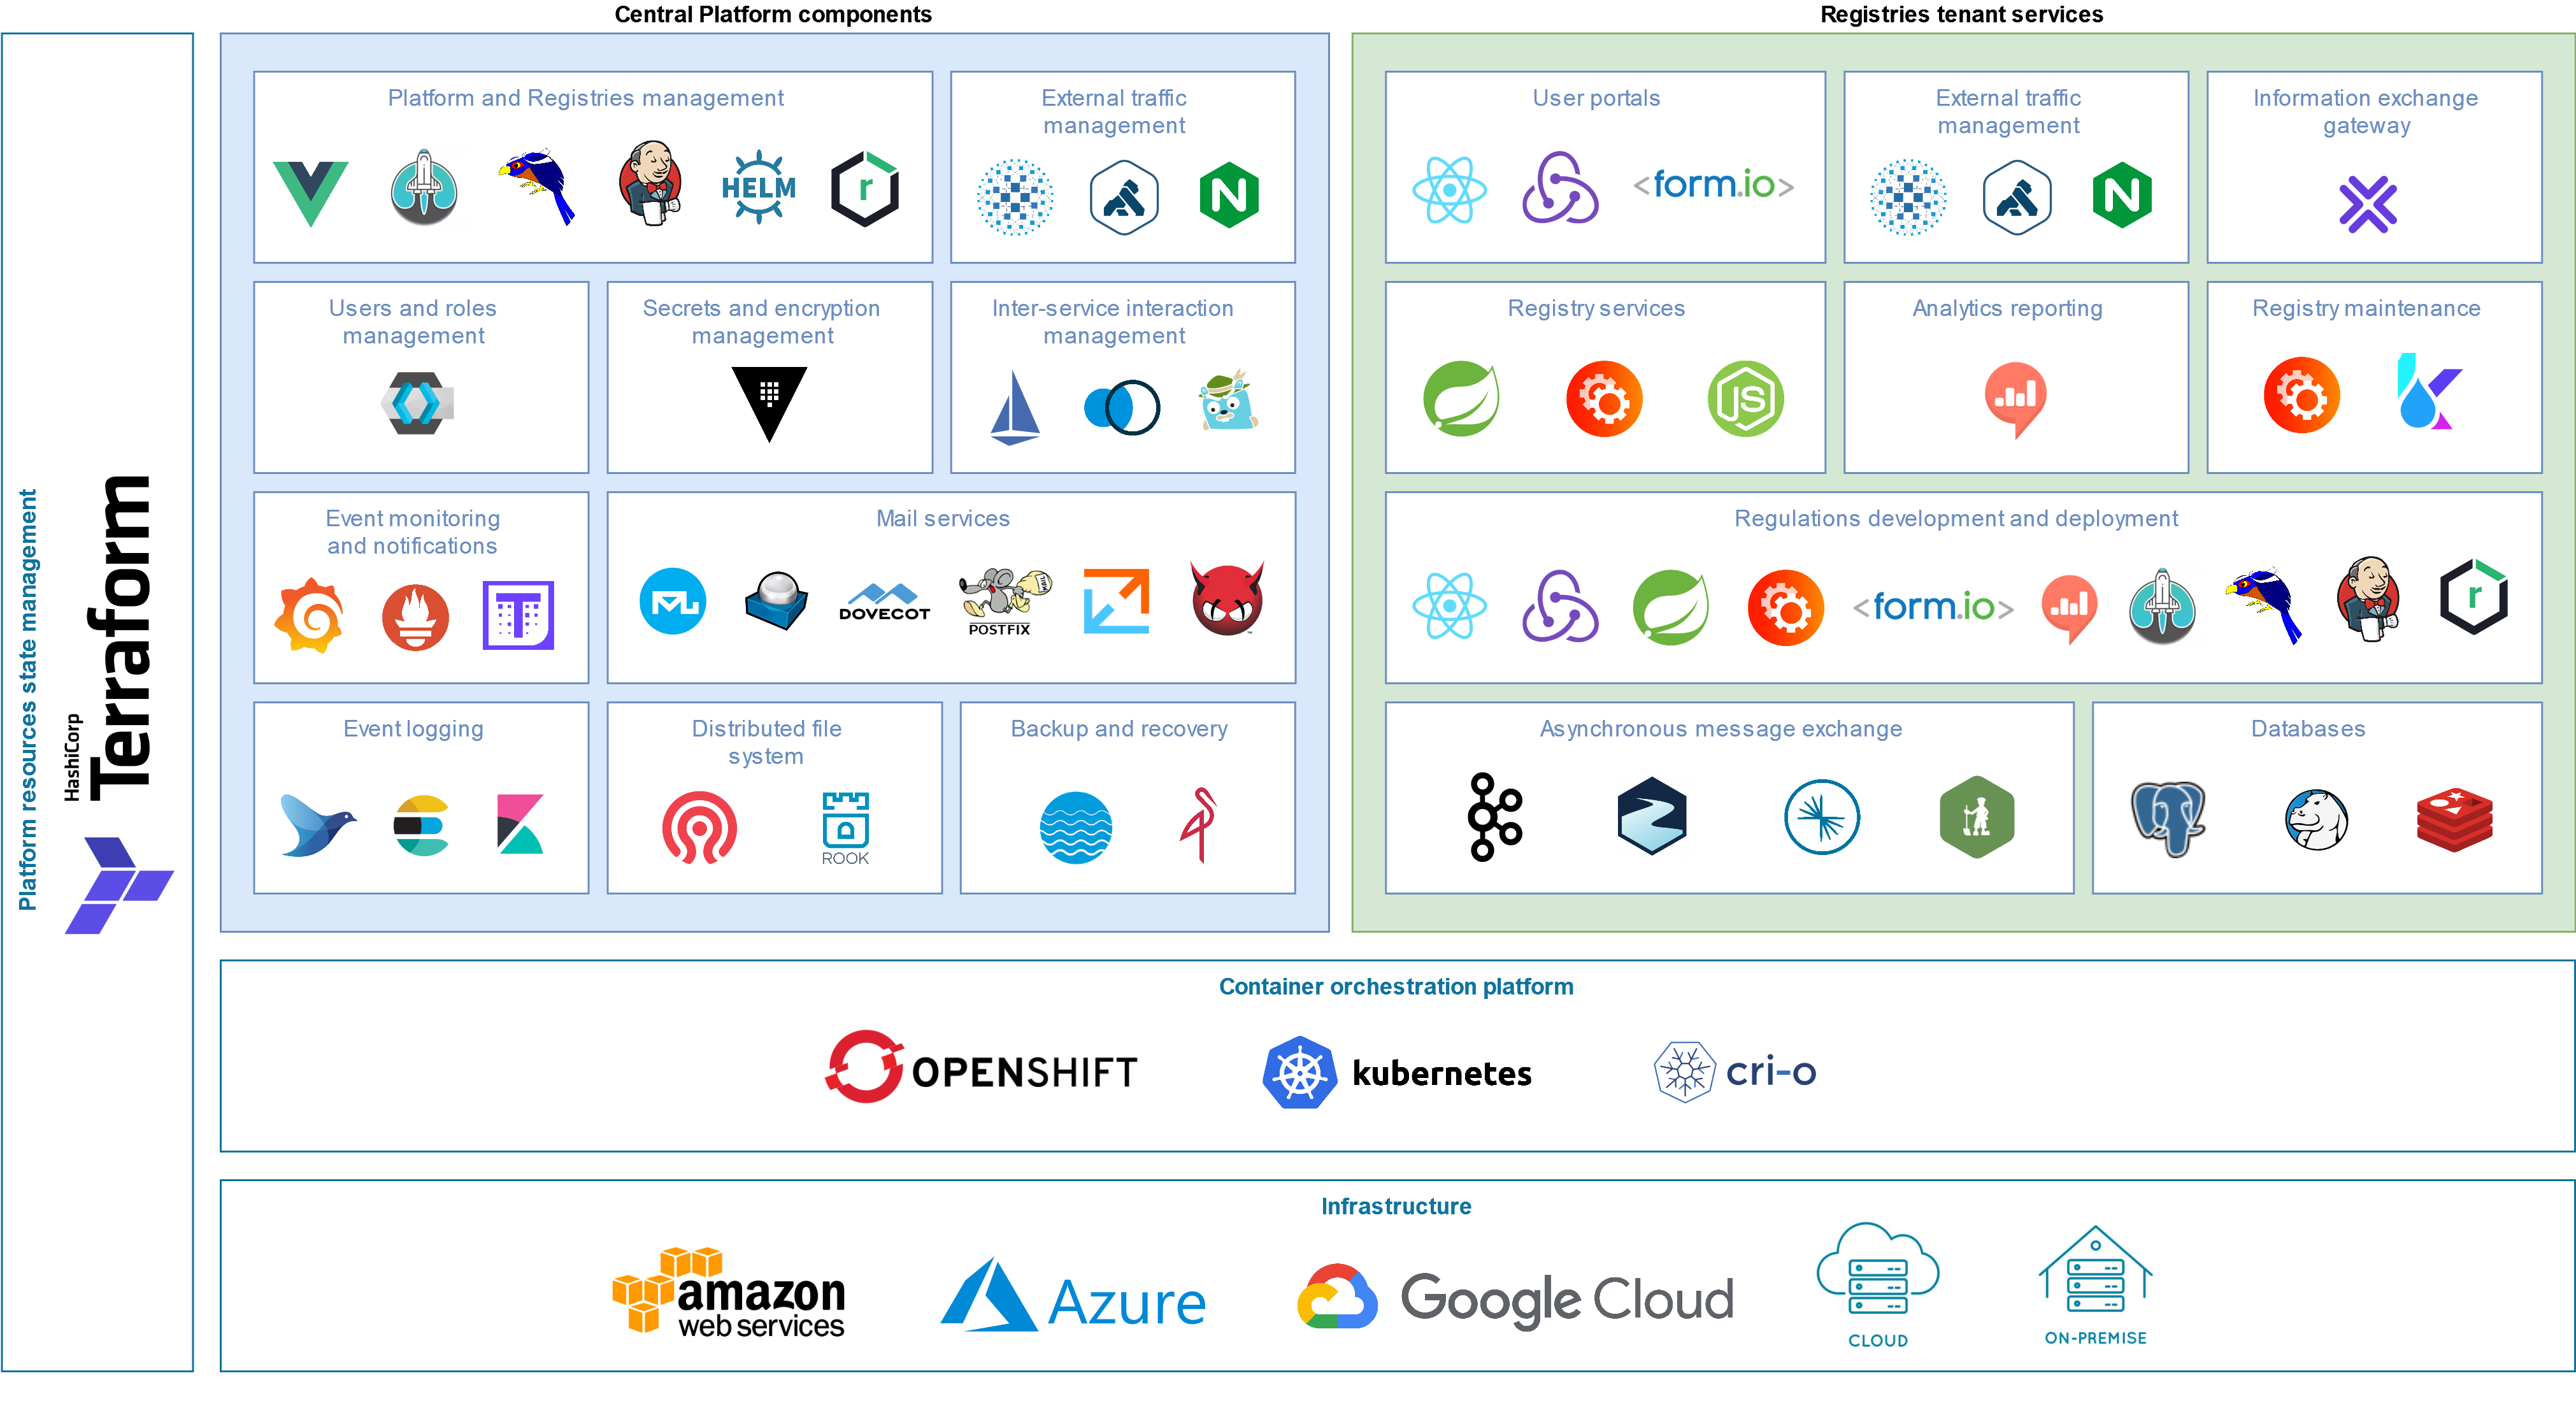 Central Platform components
Registries tenant services
Platform resources state management
HashiCorp
Terraform
Platform and Registries management
HELM
r
External traffic
management
N
User portals
<form.io>
External traffic
management
N
Information exchange
gateway
Users and roles
management
Secrets and encryption
management
Inter-service interaction
management
Registry services
JS
Analytics reporting
Registry maintenance
Event monitoring
and notifications
T
Mail services
DOVECOT
MAIL
POSTFIX
Regulations development and deployment
<form.io>
r
Event logging
Distributed file
system
ROOK
Backup and recovery
Asynchronous message exchange
Databases
Container orchestration platform
OPENSHIFT
kubernetes
cri-o
Infrastructure
amazon
web services
Azure
Google Cloud
CLOUD
ON-PREMISE